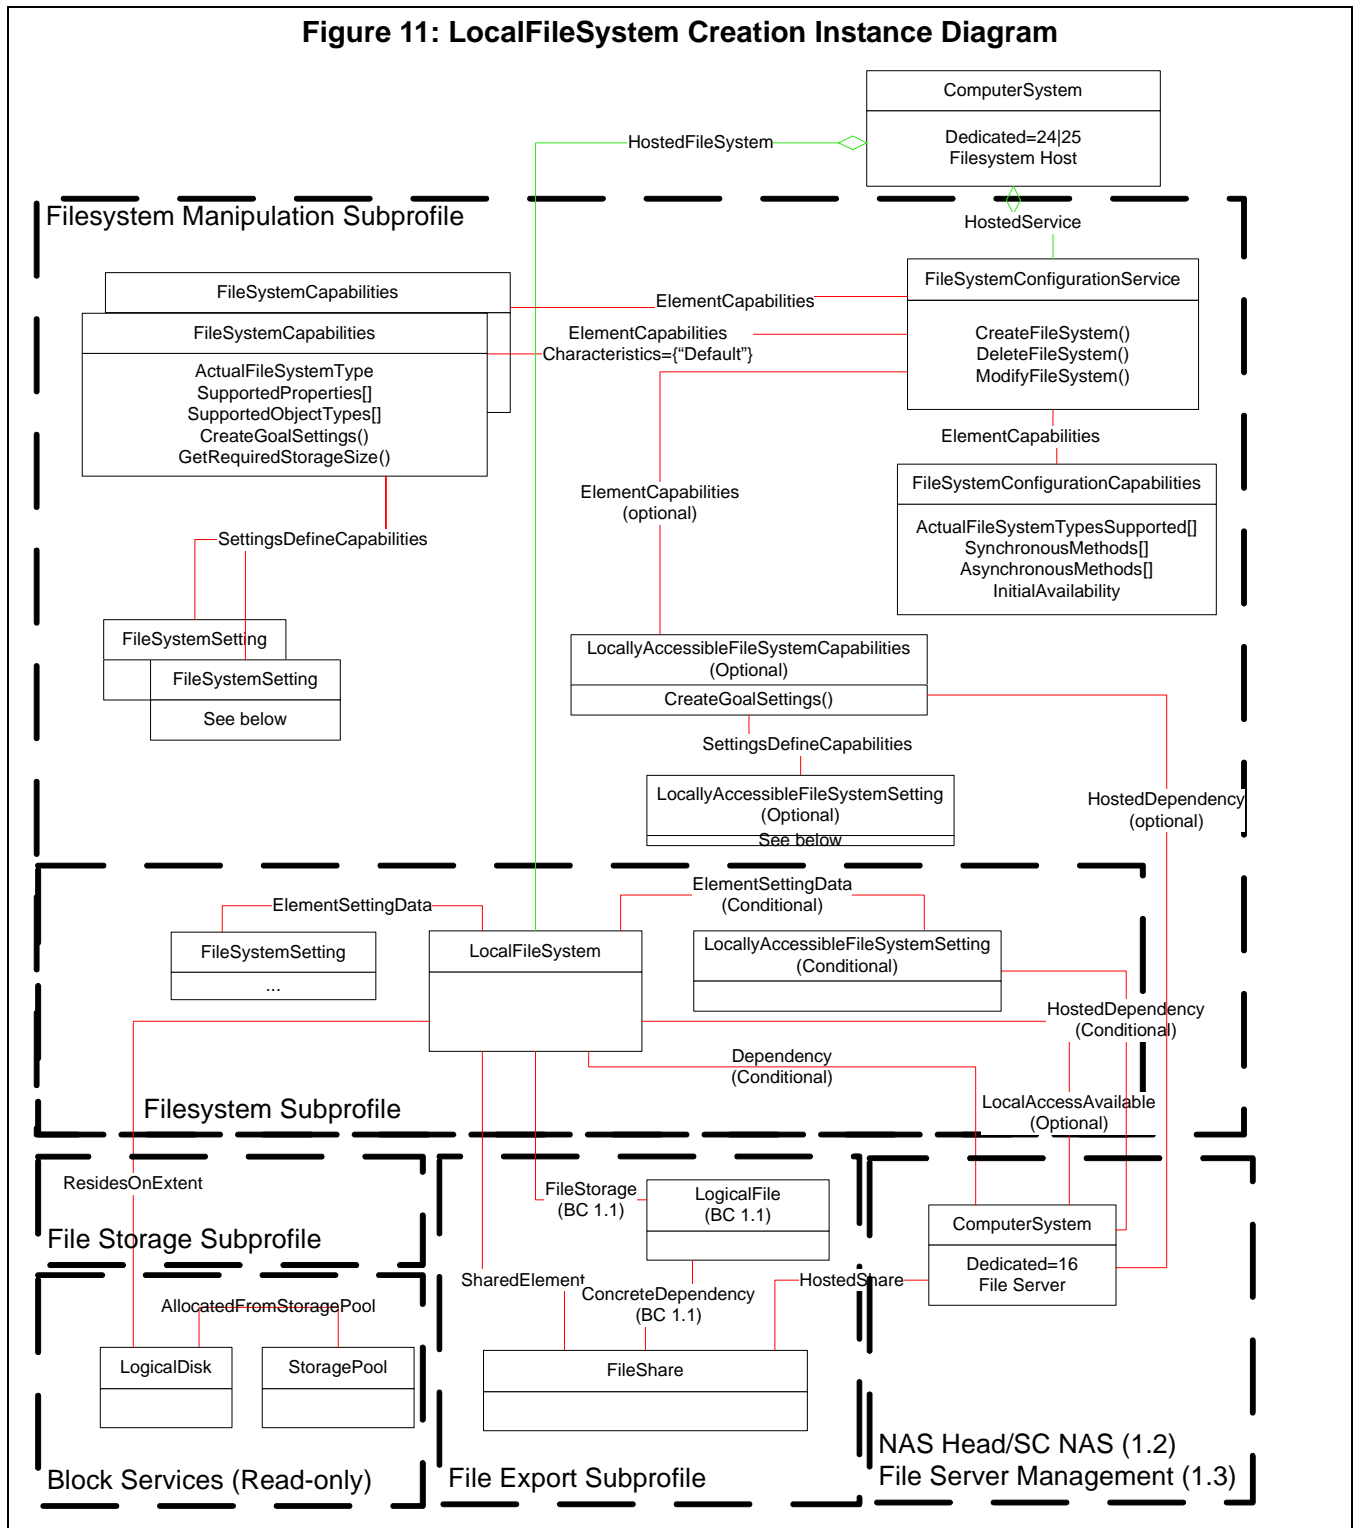 Figure 11: LocalFileSystem Creation Instance Diagram
ComputerSystem
Dedicated=24|25
Filesystem Host
HostedFileSystem
Filesystem Manipulation Subprofile
HostedService
FileSystemCapabilities
ElementCapabilities
FileSystemConfigurationService
CreateFileSystem()
DeleteFileSystem()
ModifyFileSystem()
FileSystemCapabilities
ActualFileSystemType
SupportedProperties[]
SupportedObjectTypes[]
CreateGoalSettings()
GetRequiredStorageSize()
ElementCapabilities
Characteristics={“Default”}
ElementCapabilities
ElementCapabilities
(optional)
FileSystemConfigurationCapabilities
ActualFileSystemTypesSupported[]
SynchronousMethods[]
AsynchronousMethods[]
InitialAvailability
SettingsDefineCapabilities
FileSystemSetting
FileSystemSetting
See below
LocallyAccessibleFileSystemCapabilities
(Optional)
CreateGoalSettings()
SettingsDefineCapabilities
LocallyAccessibleFileSystemSetting
(Optional)
See below
HostedDependency
(optional)
ElementSettingData
ElementSettingData
(Conditional)
FileSystemSetting
...
LocalFileSystem
LocallyAccessibleFileSystemSetting
(Conditional)
HostedDependency
(Conditional)
Dependency
(Conditional)
LocalAccessAvailable
(Optional)
Filesystem Subprofile
ResidesOnExtent
File Storage Subprofile
FileStorage
(BC 1.1)
LogicalFile
(BC 1.1)
ComputerSystem
Dedicated=16
File Server
SharedElement
ConcreteDependency
(BC 1.1)
HostedShare
AllocatedFromStoragePool
LogicalDisk
StoragePool
FileShare
Block Services (Read-only)
File Export Subprofile
NAS Head/SC NAS (1.2)
File Server Management (1.3)